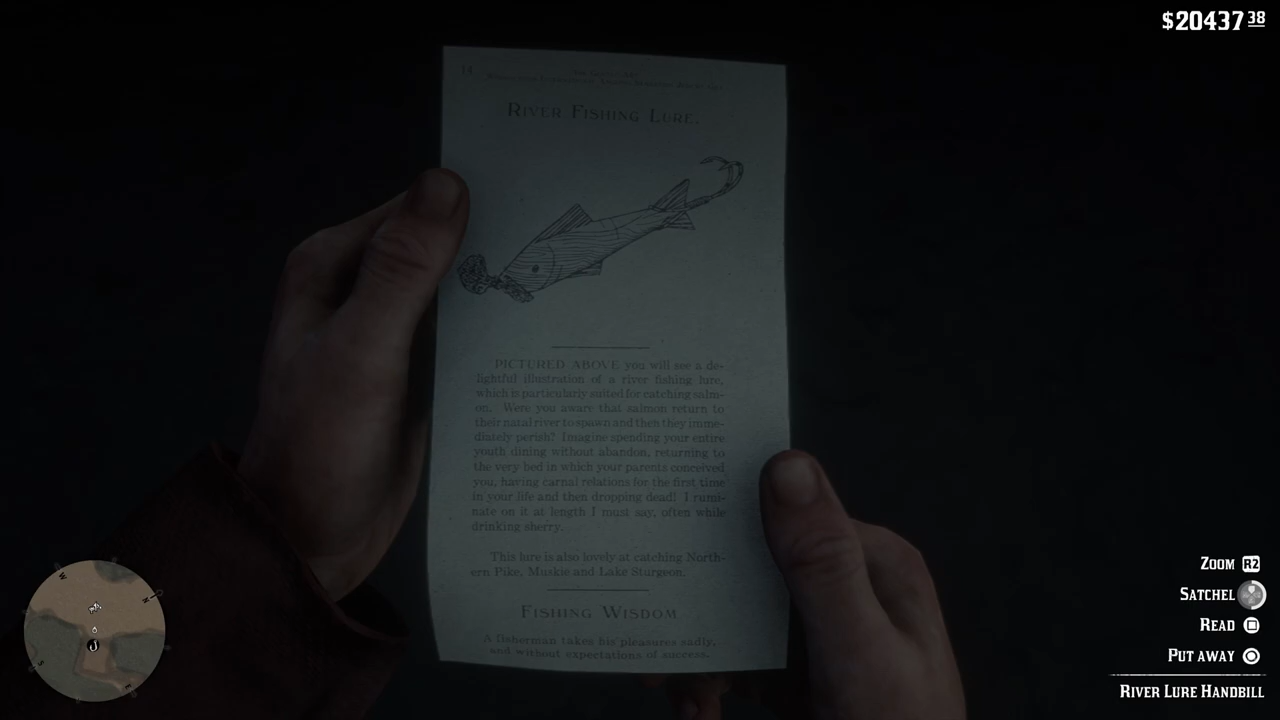 $20437 38
14
River Fishing Lure.
PICTURED ABOVE you will see a de-
lightful illustration of a river fishing lure,
which is particularly suited for catching salm-
on. Were you aware that salmon return to
their natal river to spawn and then they imme-
diately perish? Imagine spending your entire
youth dining without abandon, returning to
the very bed in which your parents conceived
you, having carnal relations for the first time
in your life and then dropping dead! I rumi-
nate on it at length I must say, often while
drinking sherry.
This lure is also lovely at catching North-
ern Pike, Muskie and Lake Sturgeon.
Fishing Wisdom
A fisherman takes his pleasures sadly,
and without expectations of success.
Zoom R2
Satchel
Read
Put away
River Lure Handbill
W